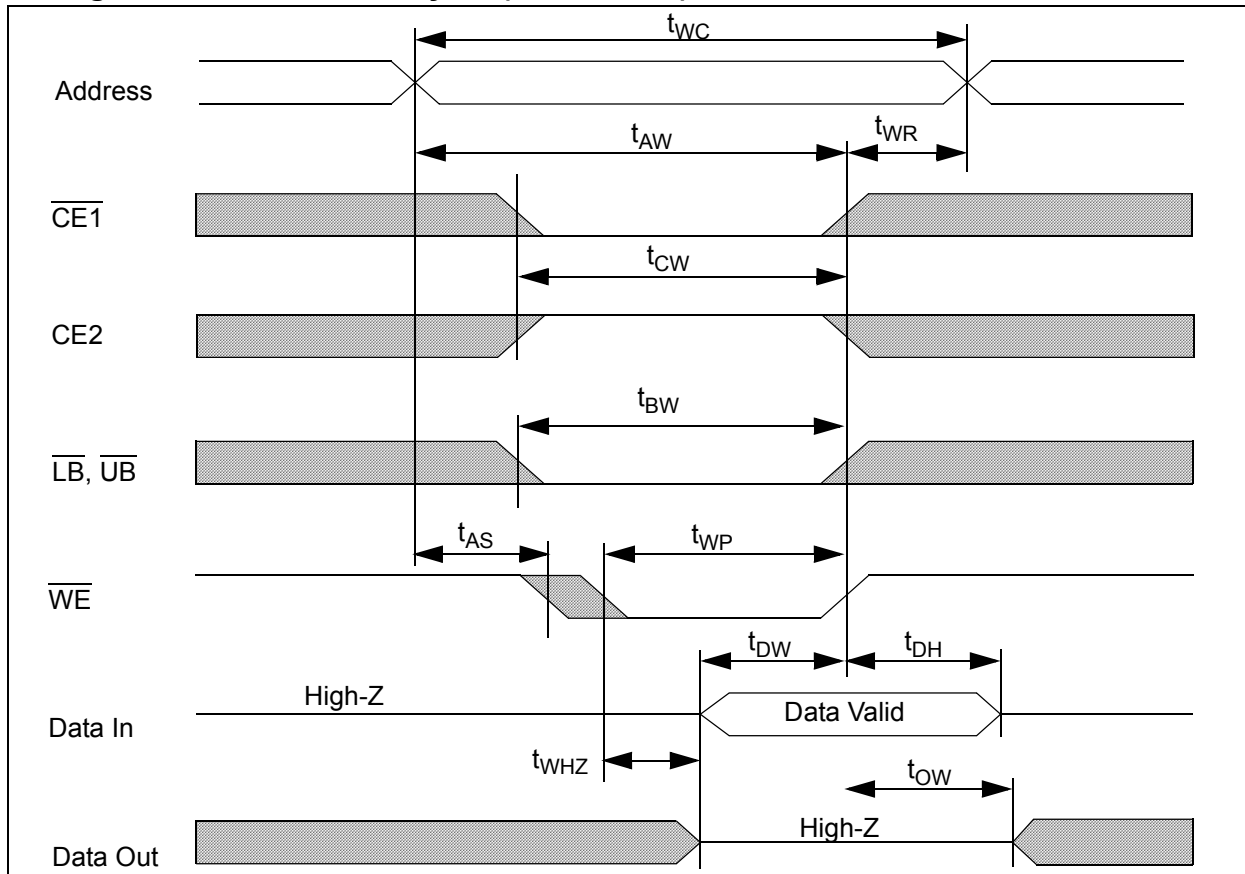 tWC
Address
tAW
tWR
CE1
tCW
CE2
tBW
LB, UB
tAS
tWP
WE
tDW
tDH
High-Z
Data Valid
Data In
tWHZ
tOW
High-Z
Data Out